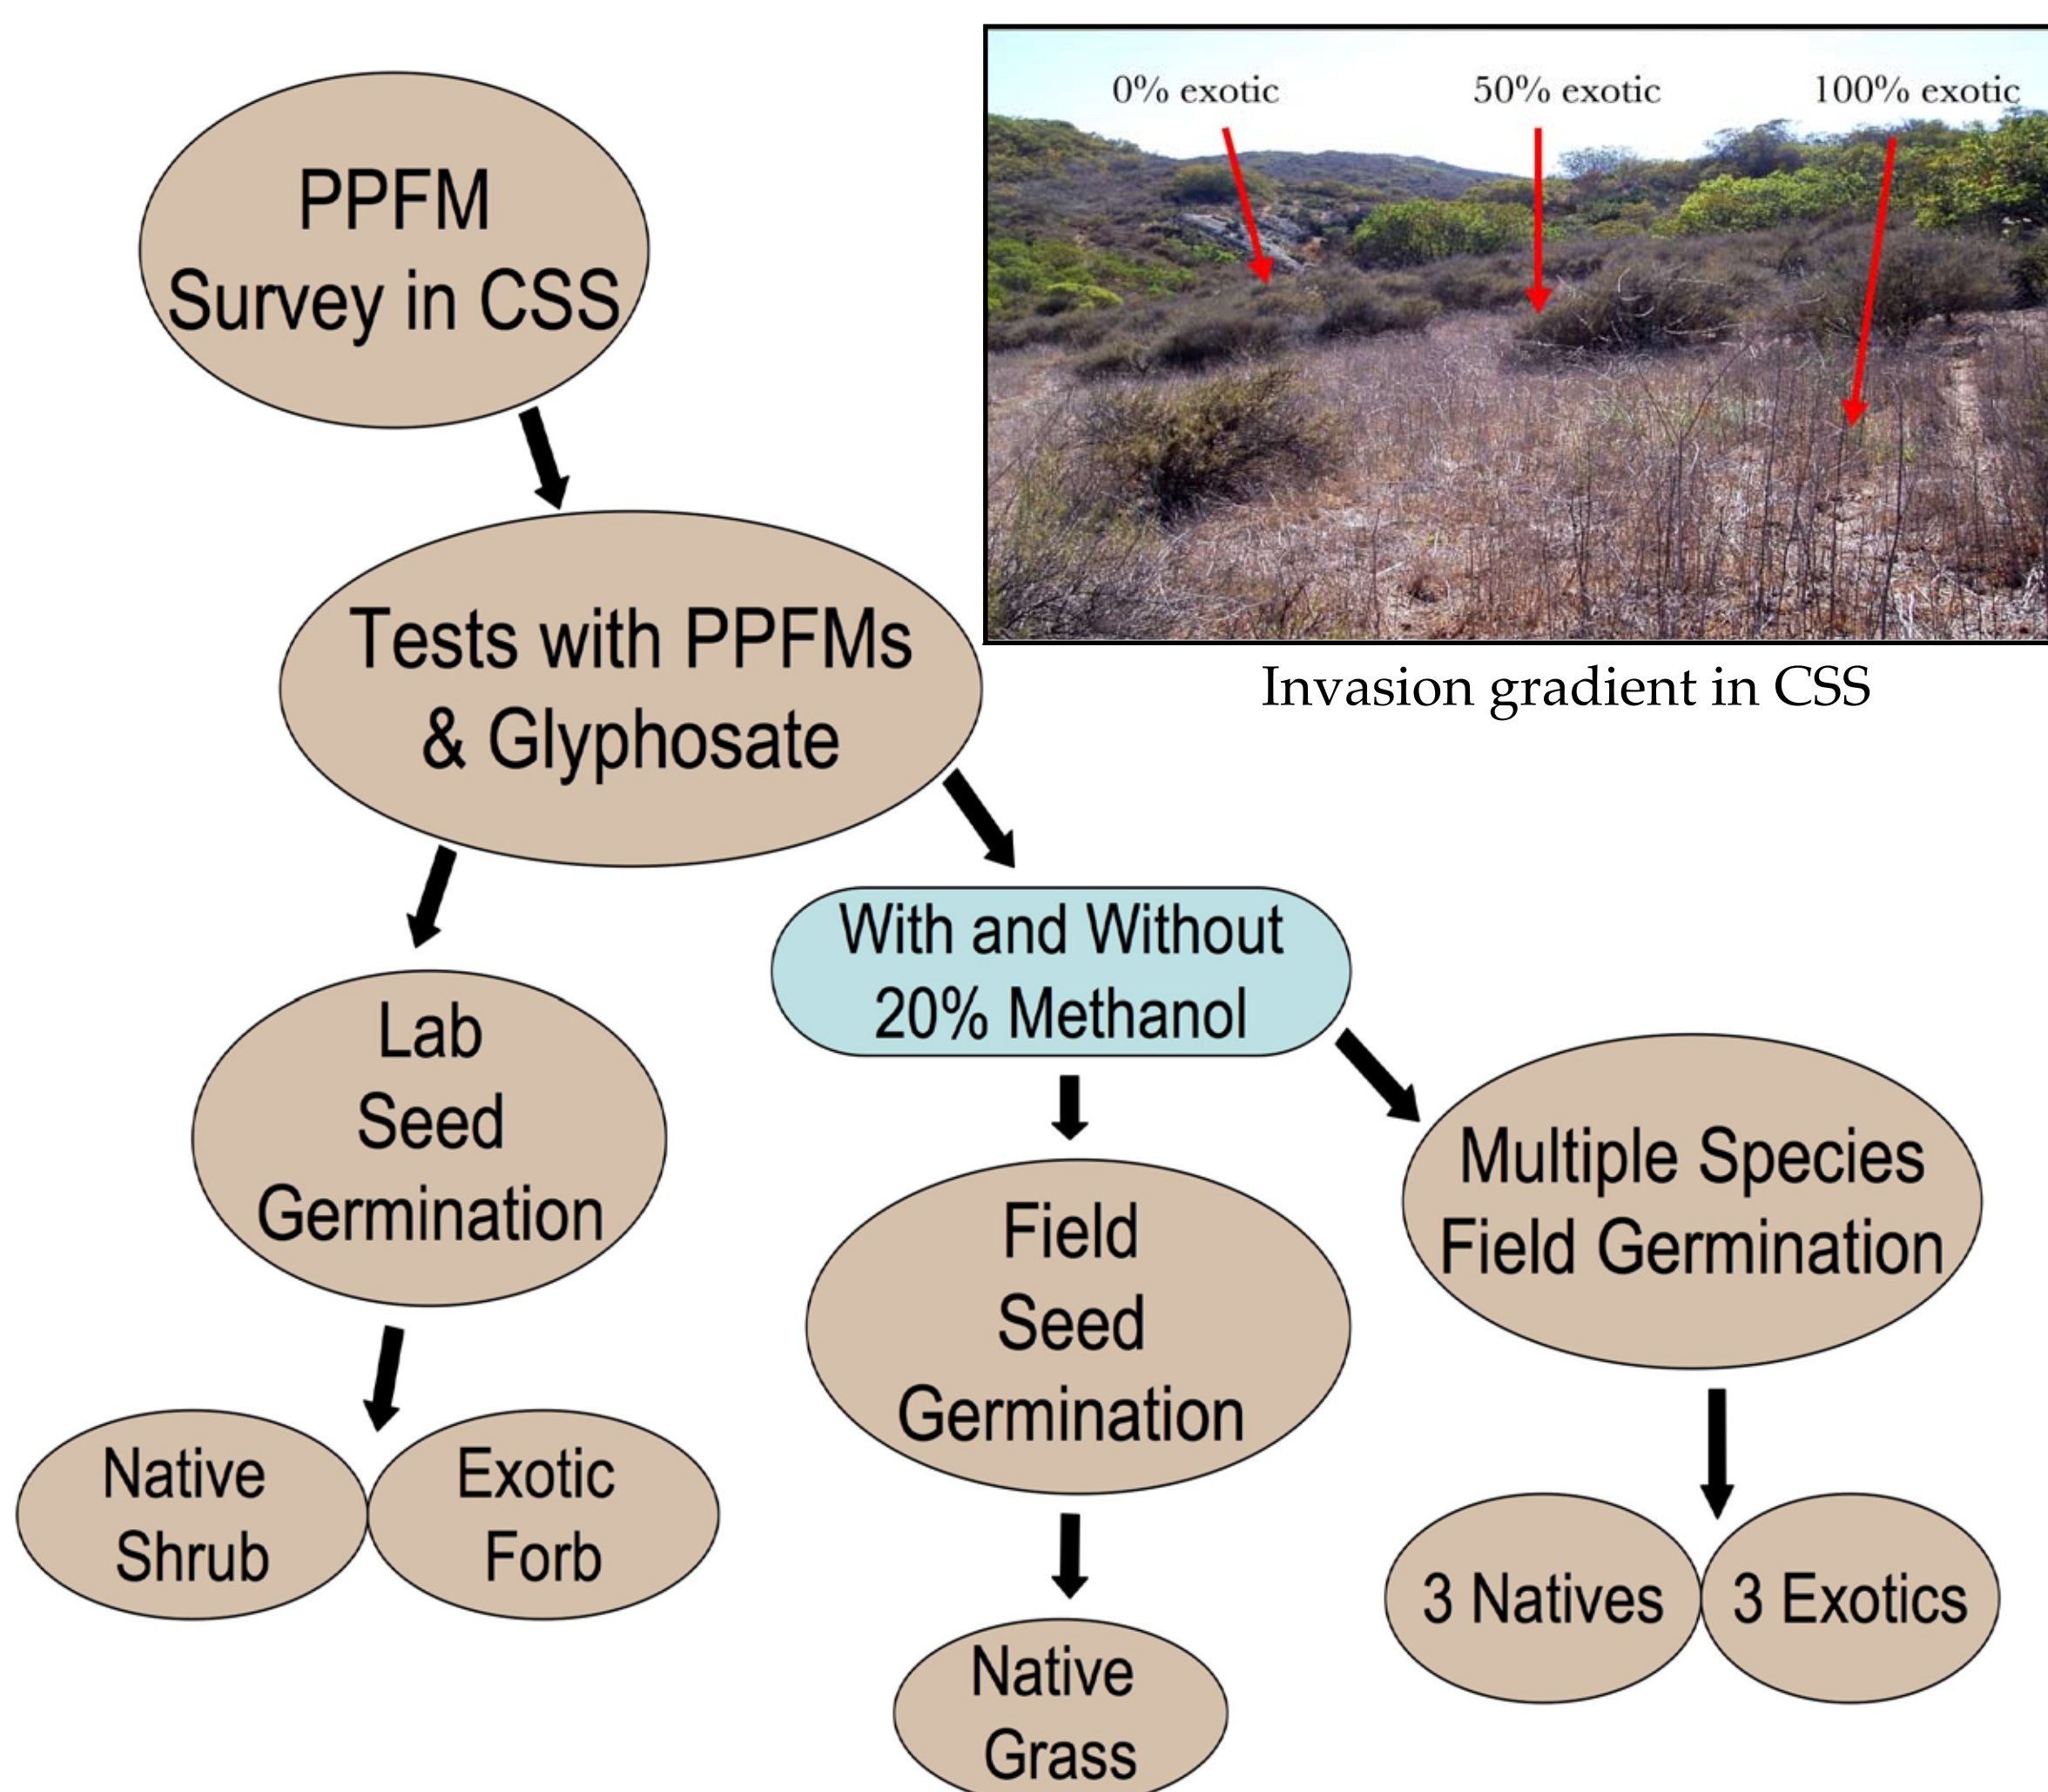 0% exotic
50% exotic
100% exotic
Invasion gradient in CSS
PPFM
Survey in CSS
Tests with PPFMs
& Glyphosate
With and Without
20% Methanol
Lab
Seed
Germination
Field
Seed
Germination
Multiple Species
Field Germination
Native
Shrub
Exotic
Forb
Native
Grass
3 Natives
3 Exotics